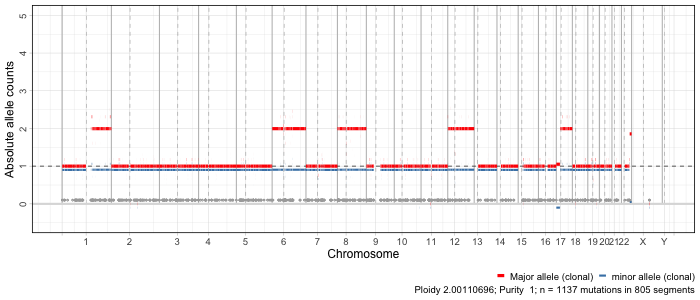 Absolute allele counts
5
4
3
2
1
0
1 2 3 4 5 6 7 8 9 10 11 12 13 14 15 16 17 18 19 20 21 22 X Y
Chromosome
Major allele (clonal) minor allele (clonal)
Ploidy 2.00110696; Purity 1; n = 1137 mutations in 805 segments